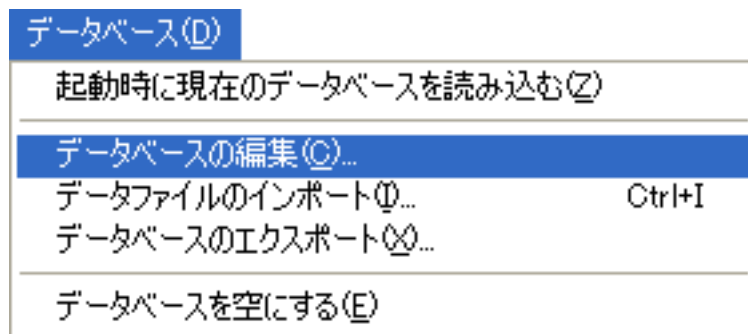 データベース(D)
起動時に現在のデータベースを読み込む(Z)
データベースの編集(C)...
データファイルのインポート(I)... Ctrl+I
データベースのエクスポート(X)...
データベースを空にする(E)